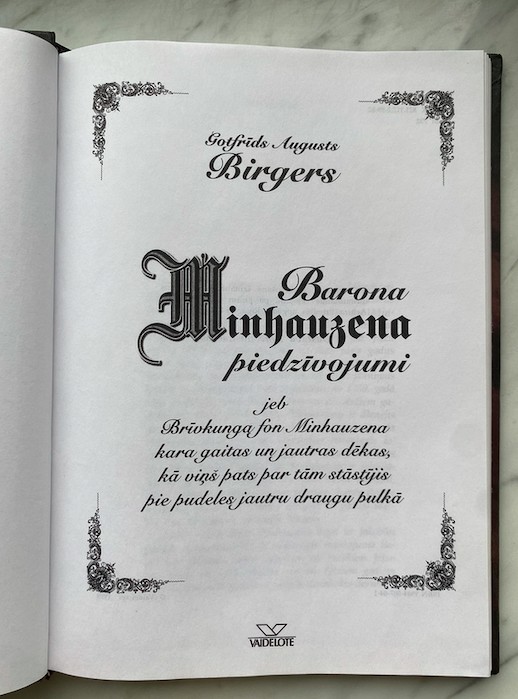 Gotfrīds Augusts
Birgers
Barona
Minhauzena
piedzīvojumi
jeb
Brīvkunga fon Minhauzena
kara gaitas un jautras dēkas,
kā viņš pats par tām stāstījis
pie pudeles jautru draugu pulkā
VAIDELOTE